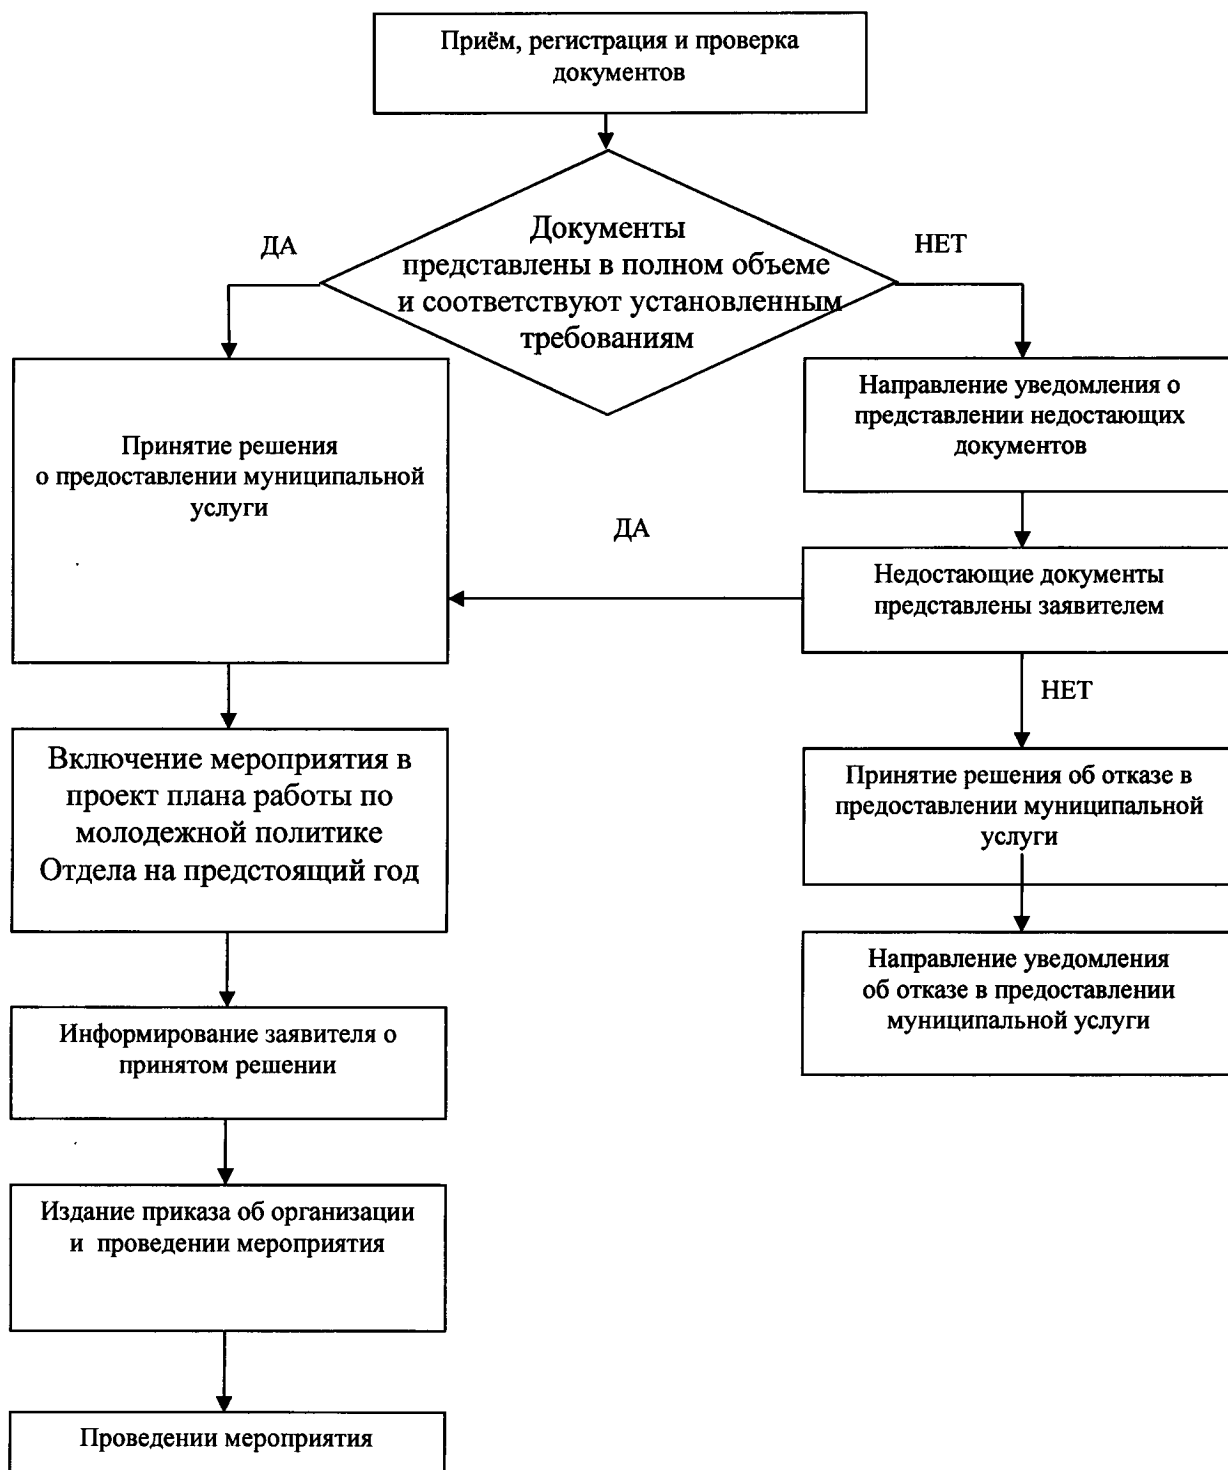 Приём, регистрация и проверка
документов
Документы
представлены в полном объеме
и соответствуют установленным
требованиям
ДА
НЕТ
Принятие решения
о предоставлении муниципальной
услуги
Направление уведомления о
представлении недостающих
документов
ДА
Недостающие документы
представлены заявителем
НЕТ
Включение мероприятия в
проект плана работы по
молодежной политике
Отдела на предстоящий год
Принятие решения об отказе в
предоставлении муниципальной
услуги
Направление уведомления
об отказе в предоставлении
муниципальной услуги
Информирование заявителя о
принятом решении
Издание приказа об организации
и проведении мероприятия
Проведении мероприятия